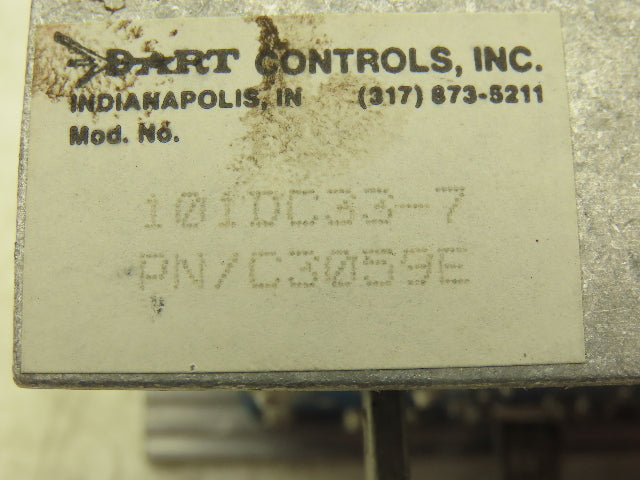 DART CONTROLS, INC.
INDIANAPOLIS, IN (317) 873-5211
Mod. No.
101DC33-7
PN/C3059E